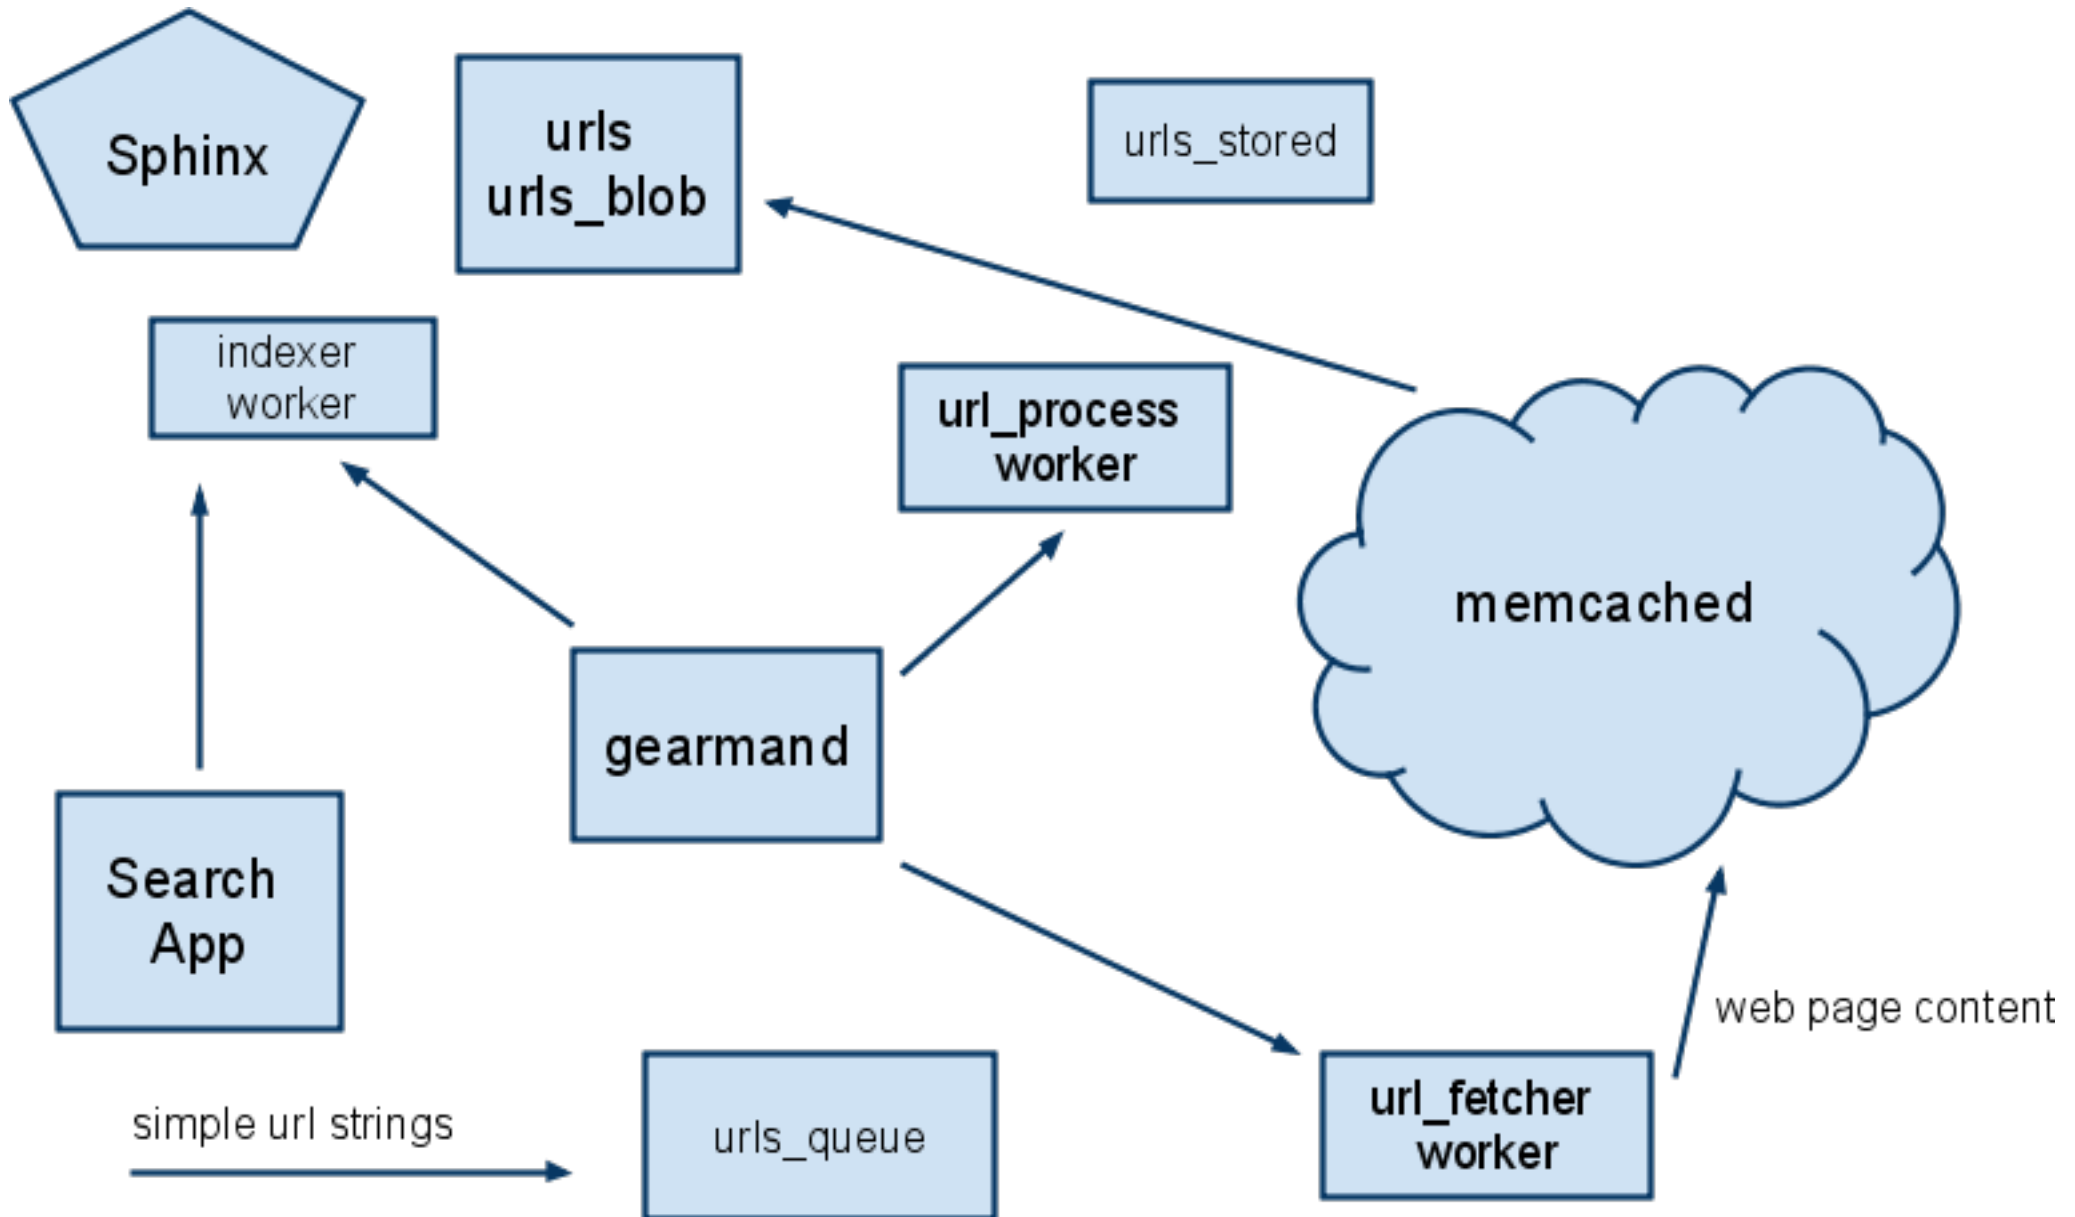 Sphinx
urls
urls_blob
urls_stored
indexer
worker
url_process
worker
memcached
gearmand
Search
App
web page content
simple url strings
urls_queue
url_fetcher
worker